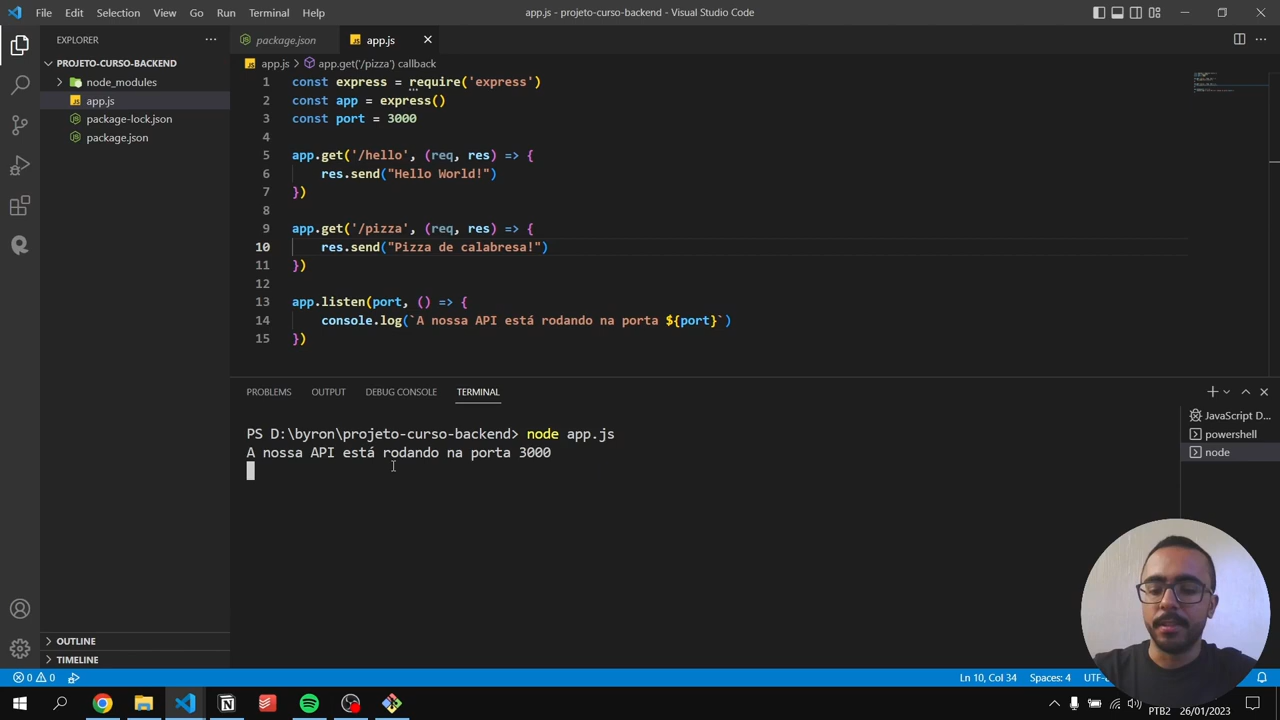 File Edit Selection View Go Run Terminal Help
app.js - projeto-curso-backend - Visual Studio Code
EXPLORER
PROJETO-CURSO-BACKEND
node_modules
app.js
package-lock.json
package.json
OUTLINE
TIMELINE
package.json
app.js
app.js > app.get('/pizza') callback
1 const express = require('express')
2 const app = express()
3 const port = 3000
4
5 app.get('/hello', (req, res) => {
6 res.send("Hello World!")
7 })
8
9 app.get('/pizza', (req, res) => {
10 res.send("Pizza de calabresa!")
11 })
12
13 app.listen(port, () => {
14 console.log(`A nossa API está rodando na porta ${port}`)
15 })
PROBLEMS OUTPUT DEBUG CONSOLE TERMINAL
PS D:\byron\projeto-curso-backend> node app.js
A nossa API está rodando na porta 3000
JavaScript D...
powershell
node
0 0
Ln 10, Col 34 Spaces: 4
PTB2 26/01/2023